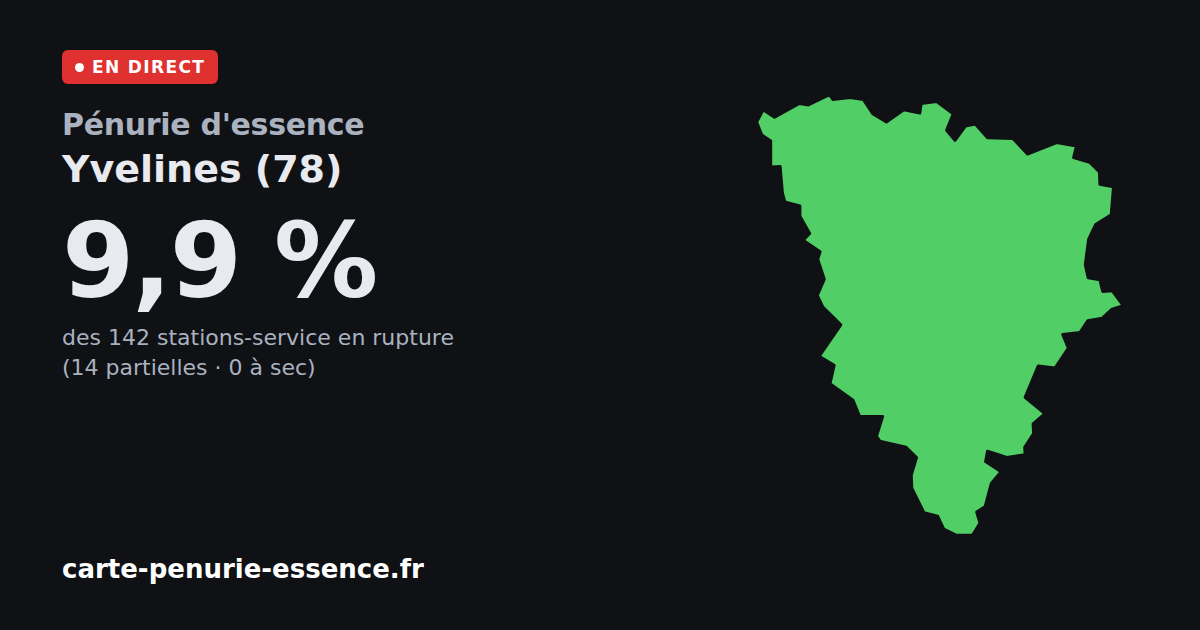 EN DIRECT
Pénurie d'essence
Yvelines (78)
9,9 %
des 142 stations-service en rupture
(14 partielles · 0 à sec)
carte-penurie-essence.fr